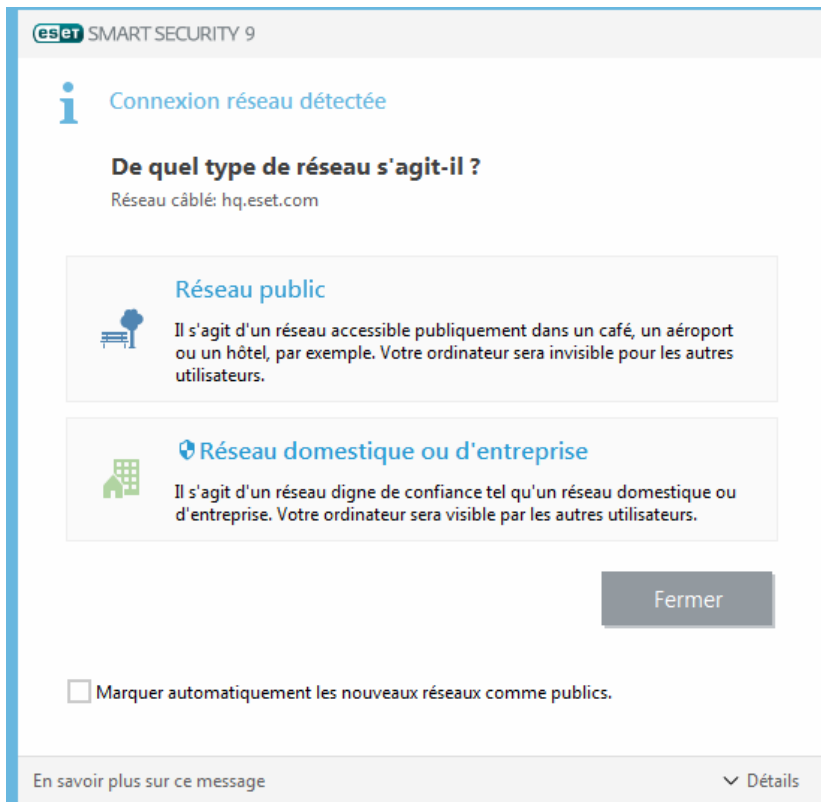 eset SMART SECURITY 9
Connexion réseau détectée
De quel type de réseau s'agit-il ?
Réseau câblé: hq.eset.com
Réseau public
Il s'agit d'un réseau accessible publiquement dans un café, un aéroport
ou un hôtel, par exemple. Votre ordinateur sera invisible pour les autres
utilisateurs.
Réseau domestique ou d'entreprise
Il s'agit d'un réseau digne de confiance tel qu'un réseau domestique ou
d'entreprise. Votre ordinateur sera visible par les autres utilisateurs.
Fermer
Marquer automatiquement les nouveaux réseaux comme publics.
En savoir plus sur ce message
Détails